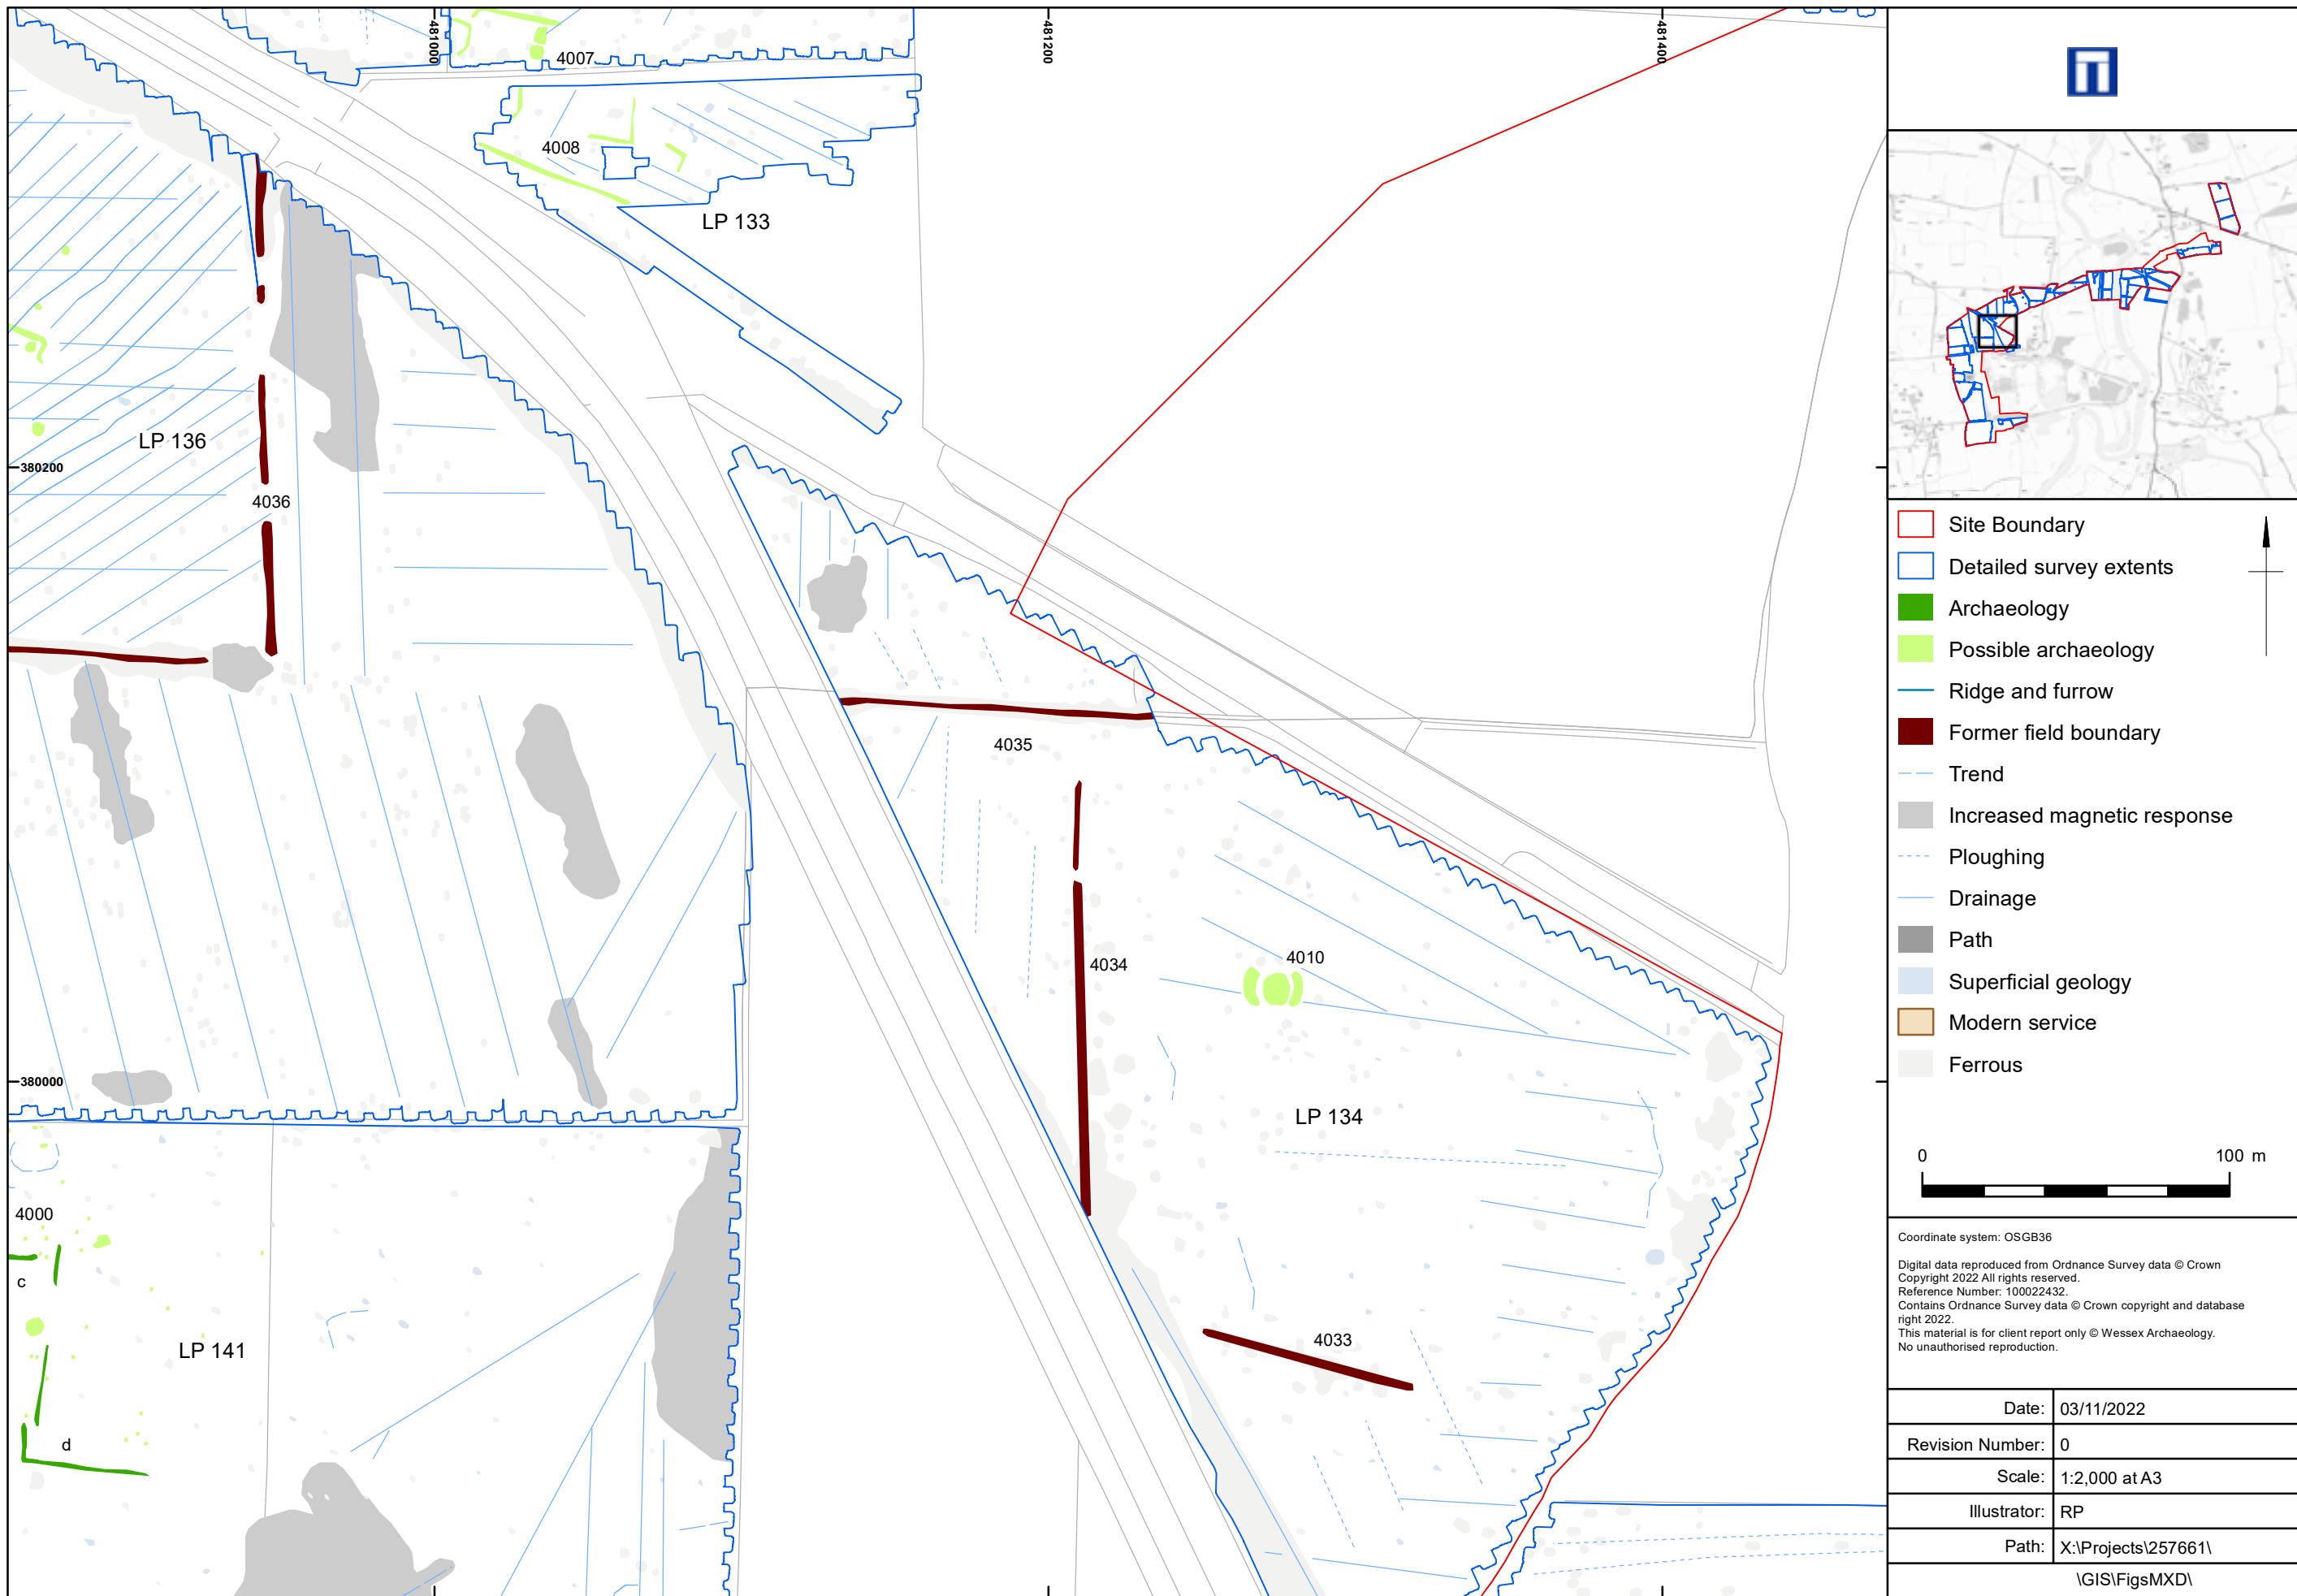 481000
481200
481400
4007
4008
LP 133
LP 136
380200
4036
4035
4034
4010
380000
LP 134
4000
c
4033
LP 141
d
Site Boundary
Detailed survey extents
Archaeology
Possible archaeology
Ridge and furrow
Former field boundary
Trend
Increased magnetic response
Ploughing
Drainage
Path
Superficial geology
Modern service
Ferrous
0 100 m
Coordinate system: OSGB36
Digital data reproduced from Ordnance Survey data © Crown
Copyright 2022 All rights reserved.
Reference Number: 100022432.
Contains Ordnance Survey data © Crown copyright and database
right 2022.
This material is for client report only © Wessex Archaeology.
No unauthorised reproduction.
Date: 03/11/2022
Revision Number: 0
Scale: 1:2,000 at A3
Illustrator: RP
Path: X:\Projects\257661\
\GIS\FigsMXD\